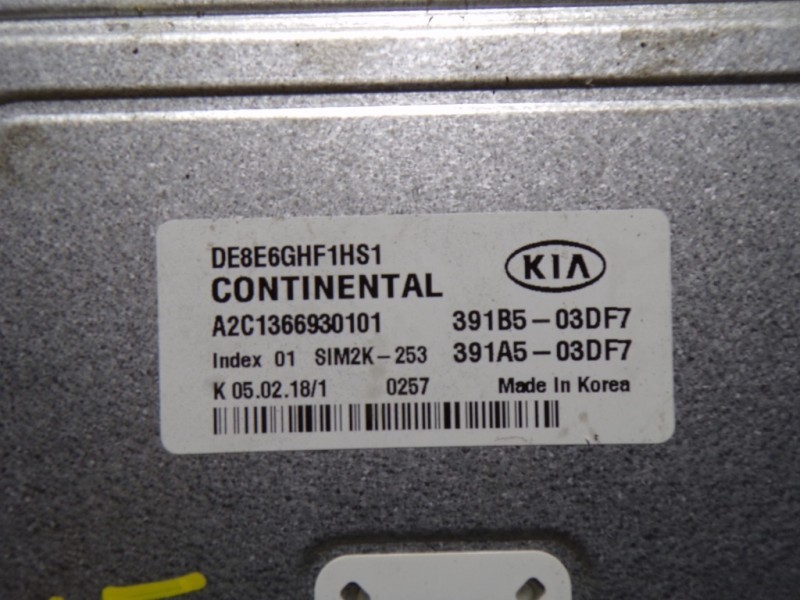 DE8E6GHF1HS1
CONTINENTAL
KIA
A2C1366930101 391B5-03DF7
Index 01 SIM2K-253 391A5-03DF7
K 05.02.18/1 0257 Made In Korea